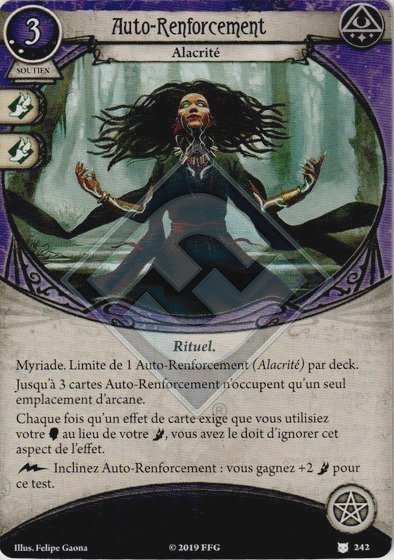 3
Auto-Renforcement
Alacrité
SOUTIEN
Rituel.
Myriade. Limite de 1 Auto-Renforcement (Alacrité) par deck.
Jusqu'à 3 cartes Auto-Renforcement n'occupent qu'un seul
emplacement d'arcane.
Chaque fois qu'un effet de carte exige que vous utilisiez
votre au lieu de votre , vous avez le doit d'ignorer cet
aspect de l'effet.
Inclinez Auto-Renforcement : vous gagnez +2 pour
ce test.
Illus. Felipe Gaona
© 2019 FFG
242
®